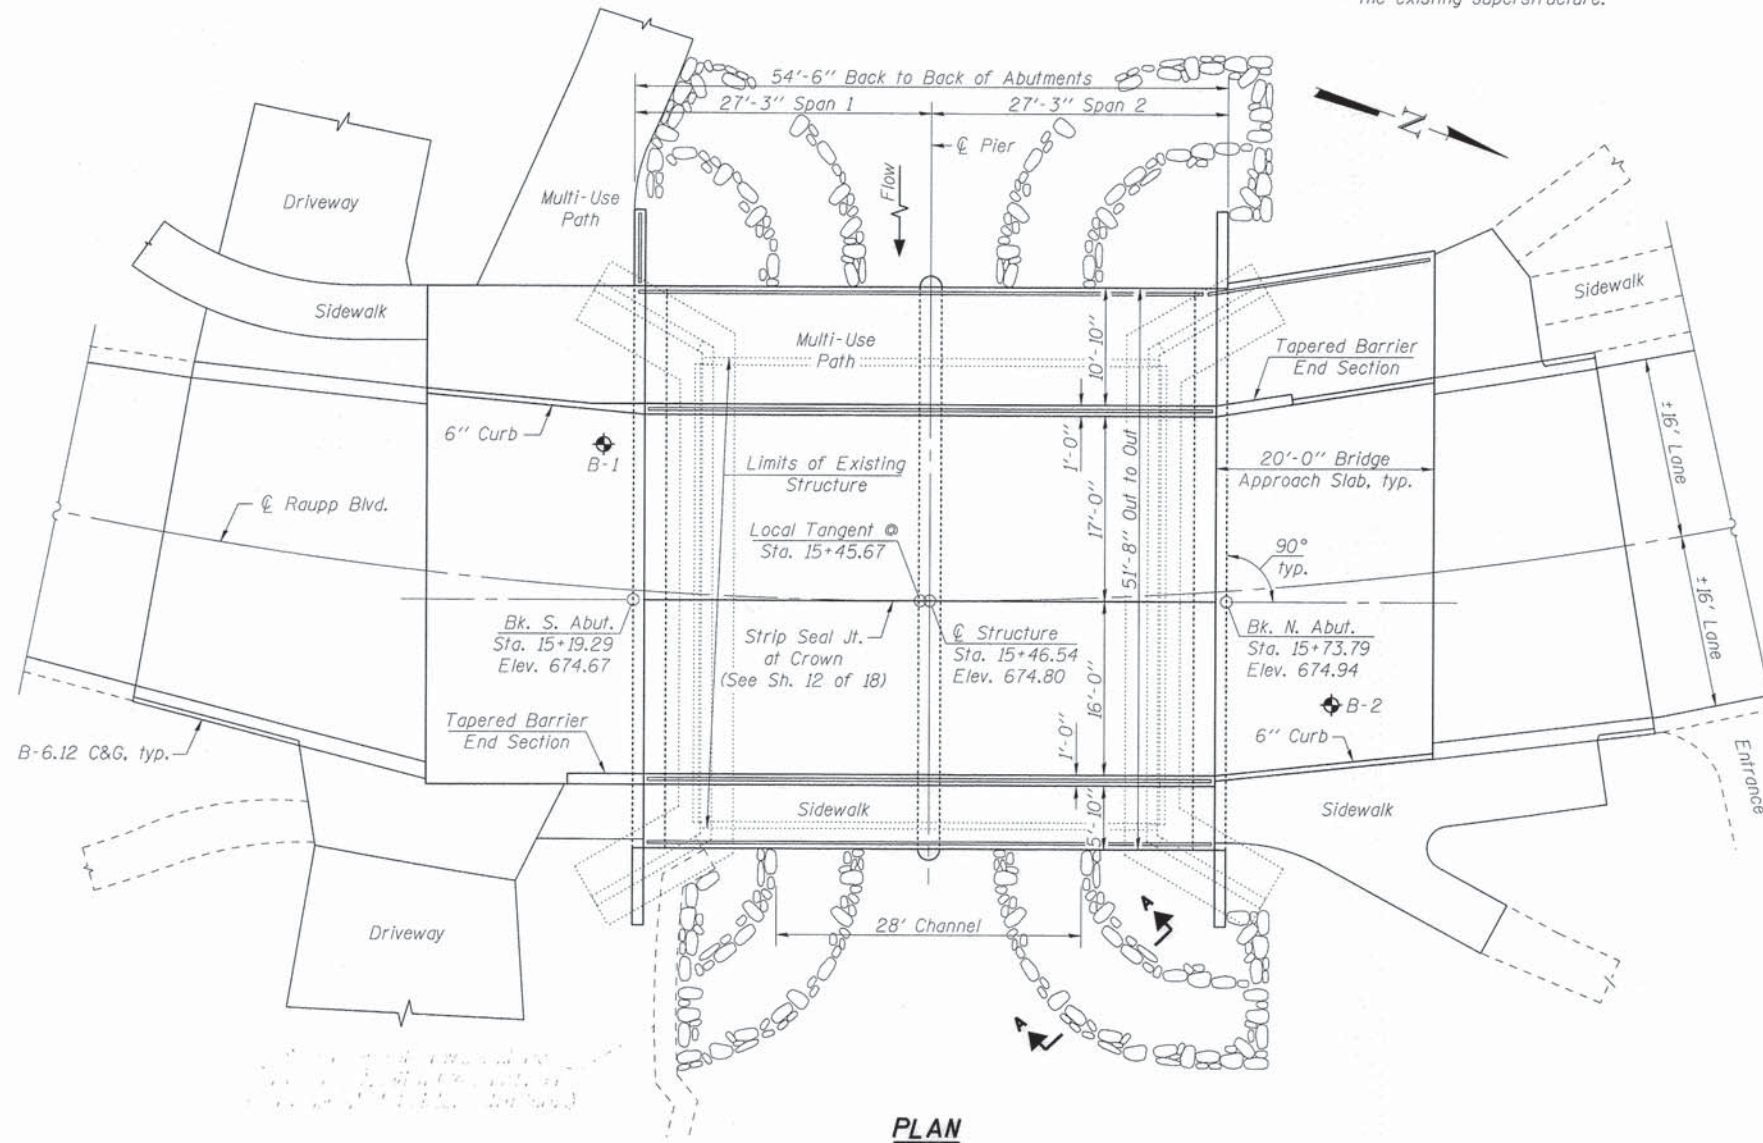 the existing superstructure.
54'-6" Back to Back of Abutments
27'-3" Span 1
27'-3" Span 2
℄ Pier
N
Flow
Driveway
Multi-Use
Path
Sidewalk
Sidewalk
Multi-Use
Path
10'-10"
Tapered Barrier
End Section
6" Curb
B-1
1'-0"
Limits of Existing
Structure
20'-0" Bridge
Approach Slab, typ.
±16' Lane
℄ Raupp Blvd.
Local Tangent @
Sta. 15+45.67
17'-0"
51'-8" Out to Out
90°
typ.
±16' Lane
Bk. S. Abut.
Sta. 15+19.29
Elev. 674.67
Strip Seal Jt.
at Crown
(See Sh. 12 of 18)
℄ Structure
Sta. 15+46.54
Elev. 674.80
16'-0"
Bk. N. Abut.
Sta. 15+73.79
Elev. 674.94
B-2
Tapered Barrier
End Section
1'-0"
6" Curb
B-6.12 C&G, typ.
Entrance
Sidewalk
5'-10"
Sidewalk
Driveway
28' Channel
A
A
PLAN